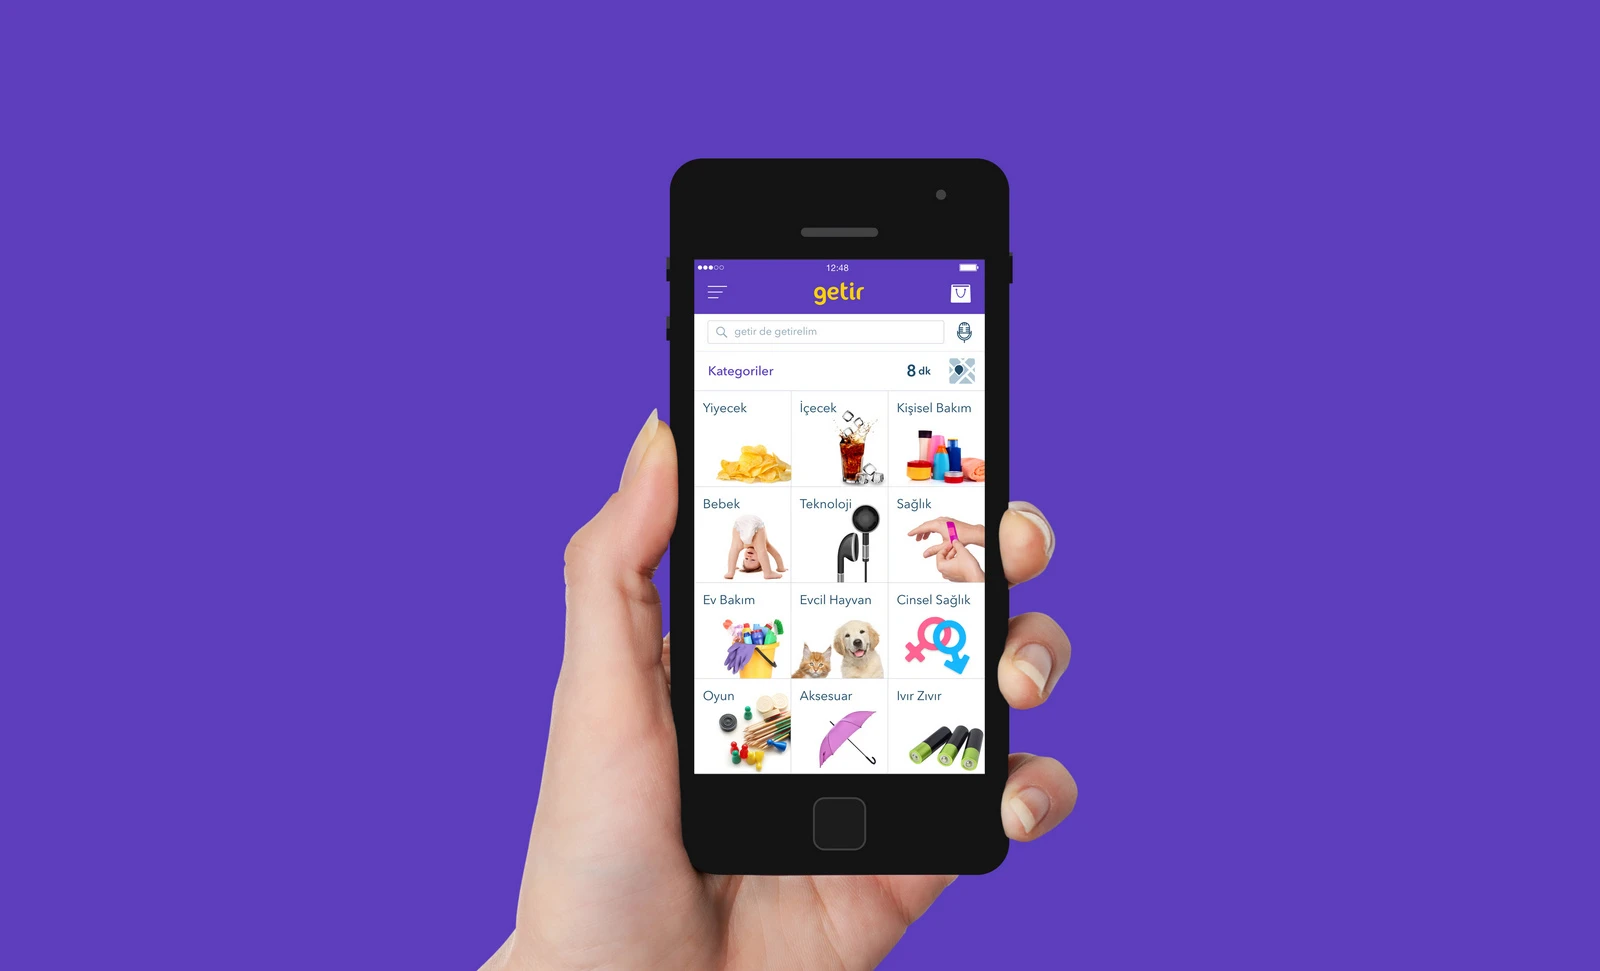 12:48
getir
getir de getirelim
Kategoriler
8 dk
Yiyecek
İçecek
Kişisel Bakım
Bebek
Teknoloji
Sağlık
Ev Bakım
Evcil Hayvan
Cinsel Sağlık
Oyun
Aksesuar
Ivır Zıvır